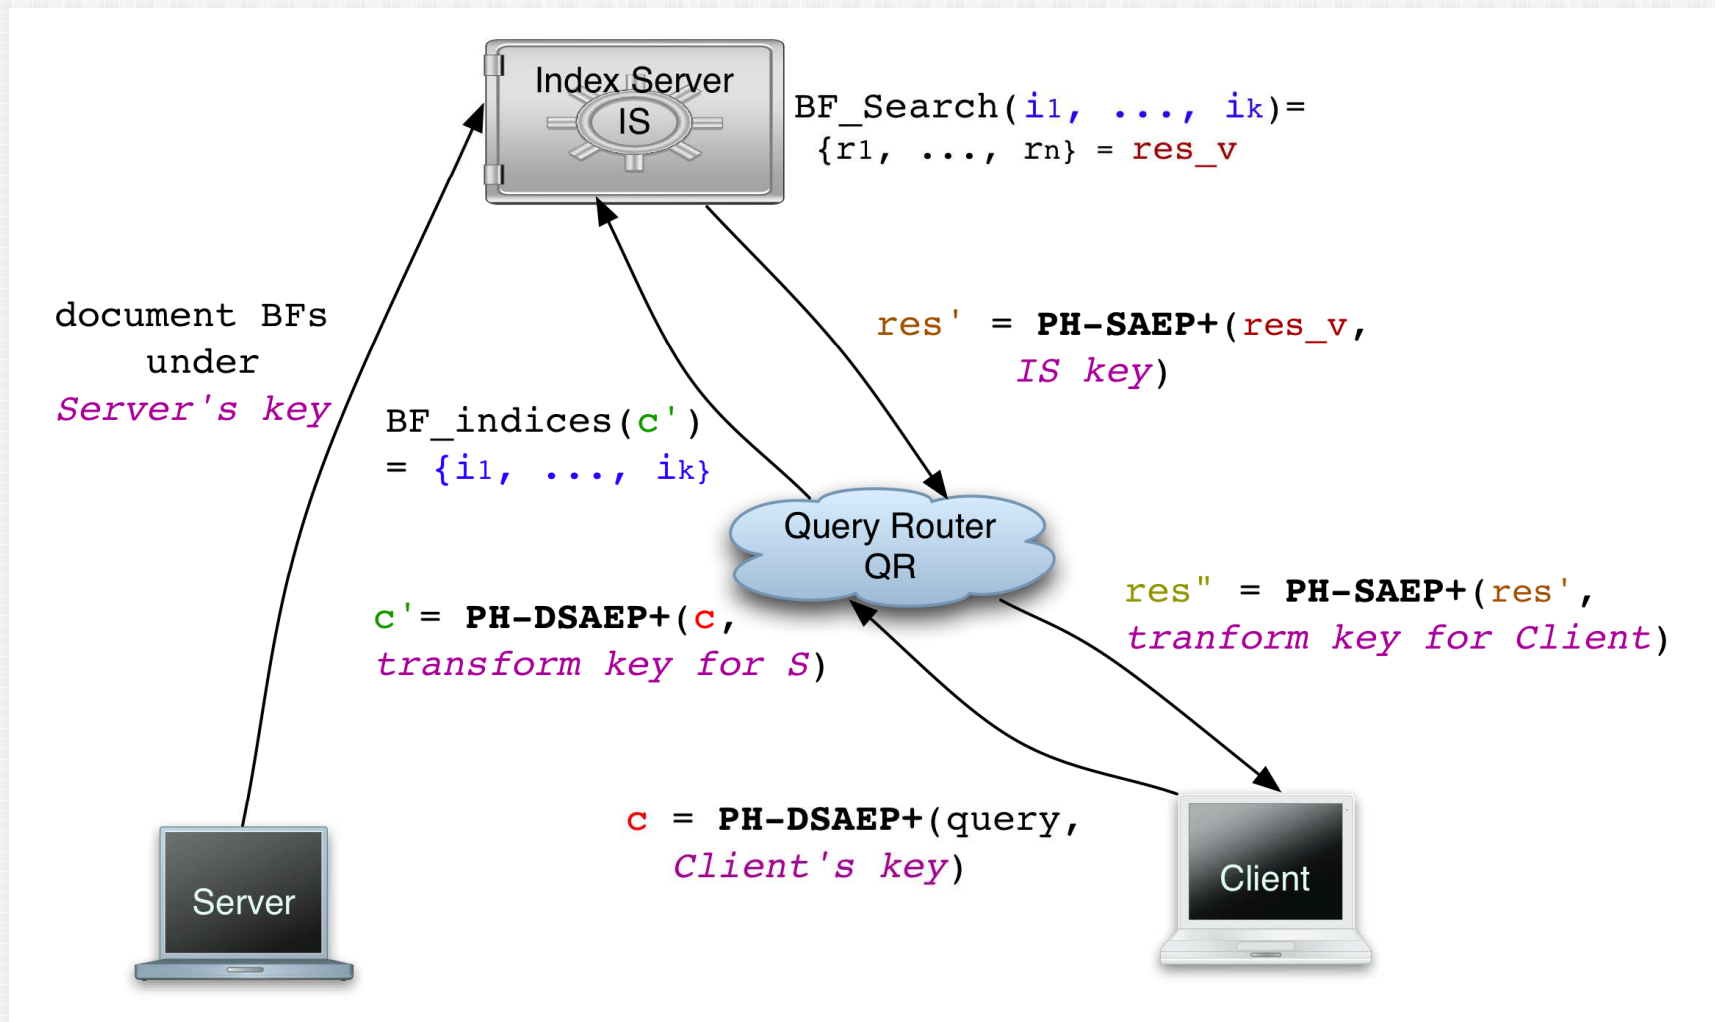 Index Server
IS
BF_Search(i1, ..., ik)=
{r1, ..., rn} = res_v
document BFs
under
Server's key
res' = PH-SAEP+(res_v,
IS key)
BF_indices(c')
= {i1, ..., ik}
Query Router
QR
c'= PH-DSAEP+(c,
transform key for S)
res" = PH-SAEP+(res',
tranform key for Client)
c = PH-DSAEP+(query,
Client's key)
Server
Client